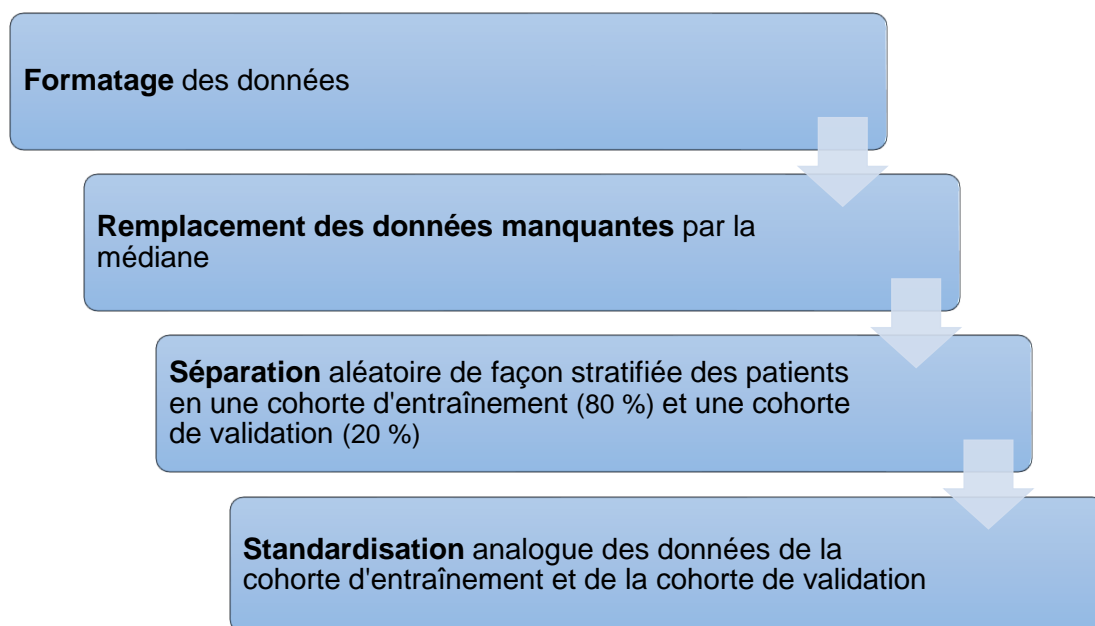 Formatage des données
Remplacement des données manquantes par la
médiane
Séparation aléatoire de façon stratifiée des patients
en une cohorte d'entraînement (80 %) et une cohorte
de validation (20 %)
Standardisation analogue des données de la
cohorte d'entraînement et de la cohorte de validation